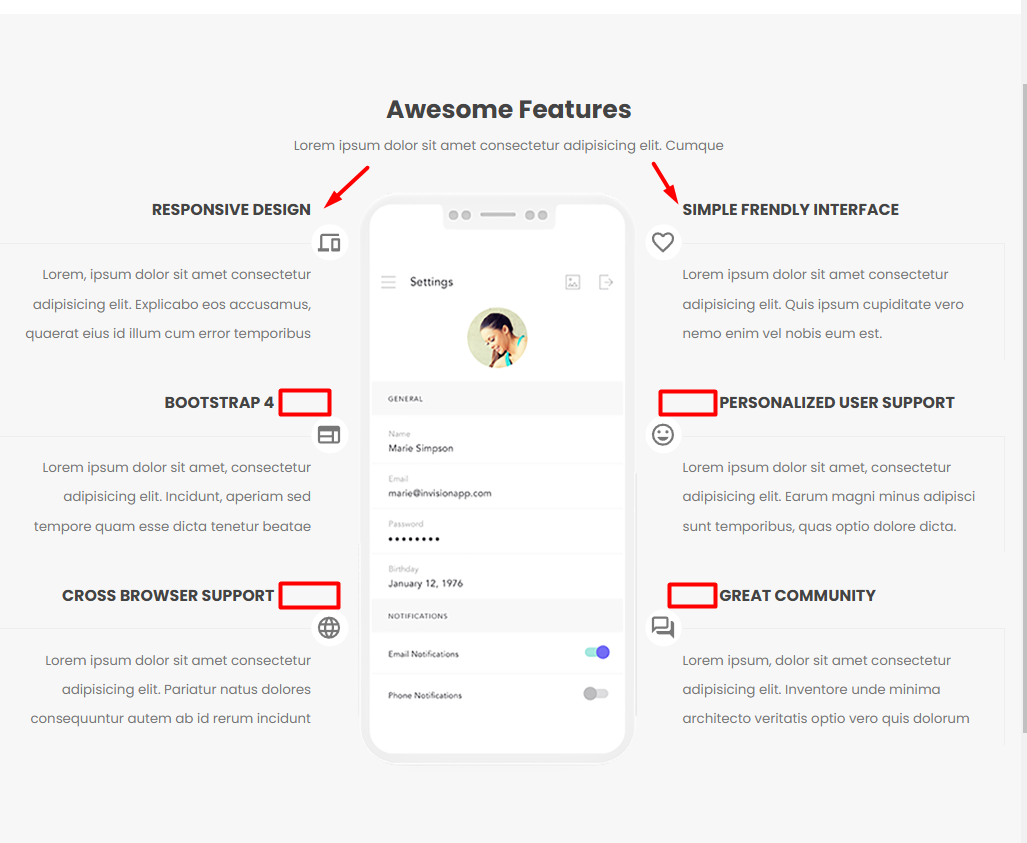 Awesome Features
Lorem ipsum dolor sit amet consectetur adipisicing elit. Cumque
RESPONSIVE DESIGN
Lorem, ipsum dolor sit amet consectetur
adipisicing elit. Explicabo eos accusamus,
quaerat eius id illum cum error temporibus
BOOTSTRAP 4
Lorem ipsum dolor sit amet, consectetur
adipisicing elit. Incidunt, aperiam sed
tempore quam esse dicta tenetur beatae
CROSS BROWSER SUPPORT
Lorem ipsum dolor sit amet consectetur
adipisicing elit. Pariatur natus dolores
consequuntur autem ab id rerum incidunt
Settings
GENERAL
Name
Marie Simpson
Email
marie@invisionapp.com
Password
••••••••
Birthday
January 12, 1976
NOTIFICATIONS
Email Notifications
Phone Notifications
SIMPLE FRENDLY INTERFACE
Lorem ipsum dolor sit amet consectetur
adipisicing elit. Quis ipsum cupiditate vero
nemo enim vel nobis eum est.
PERSONALIZED USER SUPPORT
Lorem ipsum dolor sit amet, consectetur
adipisicing elit. Earum magni minus adipisci
sunt temporibus, quas optio dolore dicta.
GREAT COMMUNITY
Lorem ipsum, dolor sit amet consectetur
adipisicing elit. Inventore unde minima
architecto veritatis optio vero quis dolorum